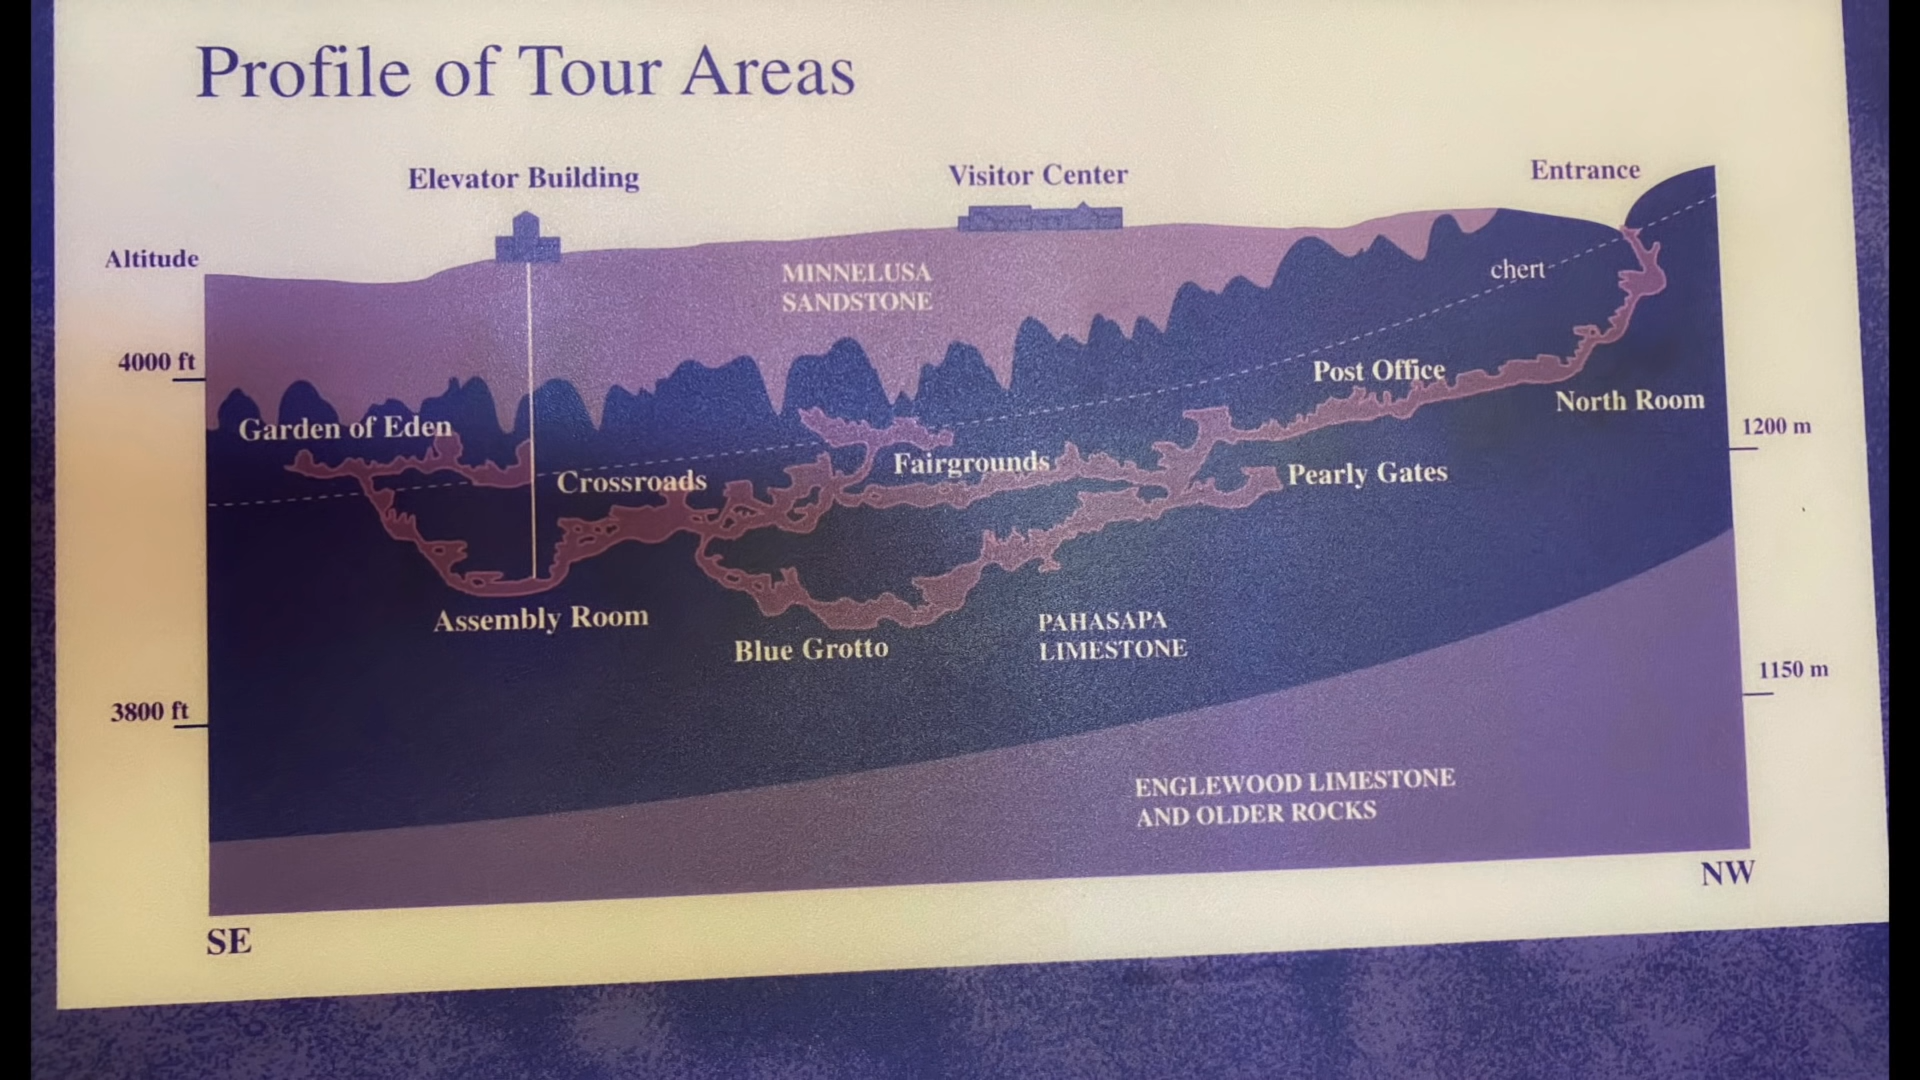 Profile of Tour Areas
Elevator Building
Visitor Center
Entrance
Altitude
MINNELUSA
SANDSTONE
chert
4000 ft
Post Office
North Room
Garden of Eden
1200 m
Crossroads
Fairgrounds
Pearly Gates
Assembly Room
Blue Grotto
PAHASAPA
LIMESTONE
3800 ft
1150 m
ENGLEWOOD LIMESTONE
AND OLDER ROCKS
NW
SE